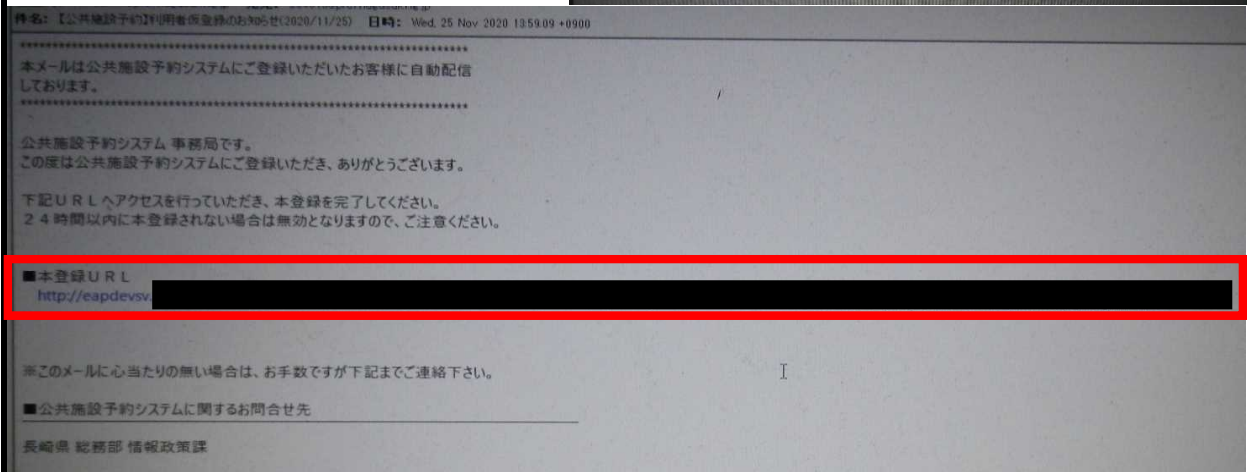 件名: 【公共施設予約】利用者仮登録のお知らせ(2020/11/25) 日時: Wed, 25 Nov 2020 13:59:09 +0900
**********************************************************************
本メールは公共施設予約システムにご登録いただいたお客様に自動配信
しております。
**********************************************************************
公共施設予約システム 事務局です。
この度は公共施設予約システムにご登録いただき、ありがとうございます。
下記URLへアクセスを行っていただき、本登録を完了してください。
24時間以内に本登録されない場合は無効となりますので、ご注意ください。
■本登録URL
http://eapdevsv.
※このメールに心当たりの無い場合は、お手数ですが下記までご連絡下さい。
■公共施設予約システムに関するお問合せ先
長崎県 総務部 情報政策課